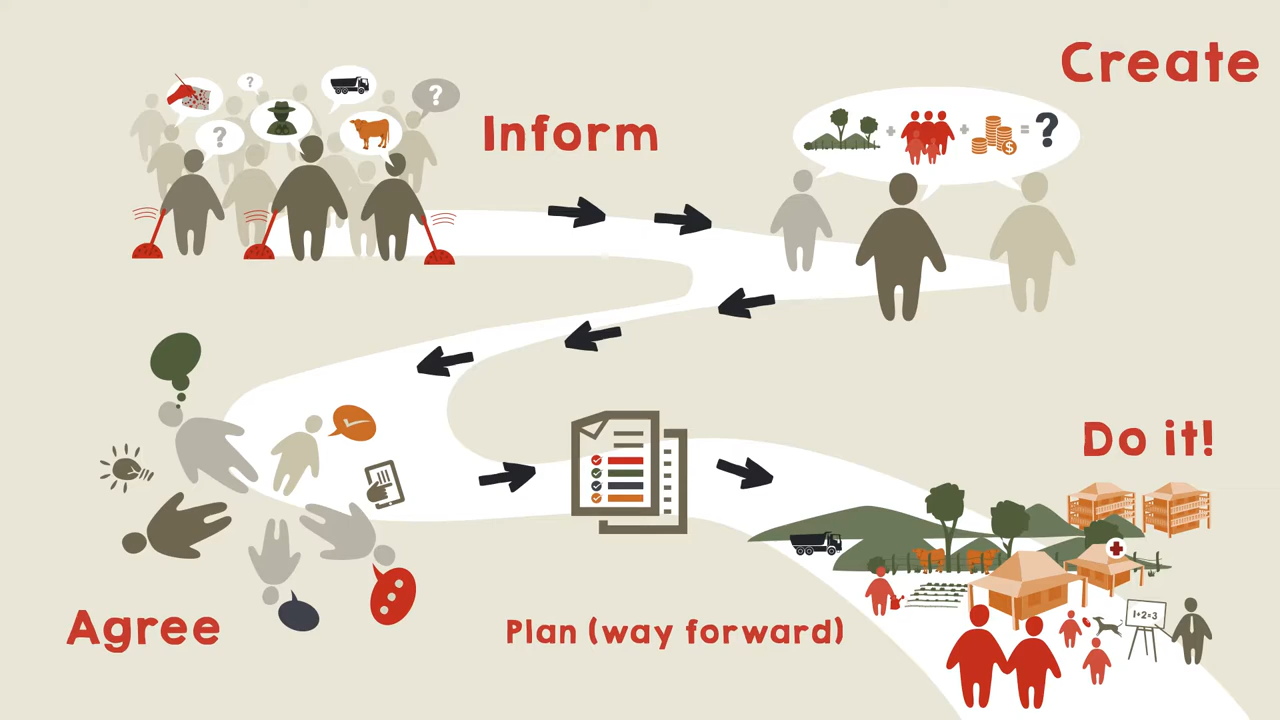 Create
? ? ?
Inform
+ + $ = ?
?
Do it!
1+2=3
Agree
Plan (way forward)